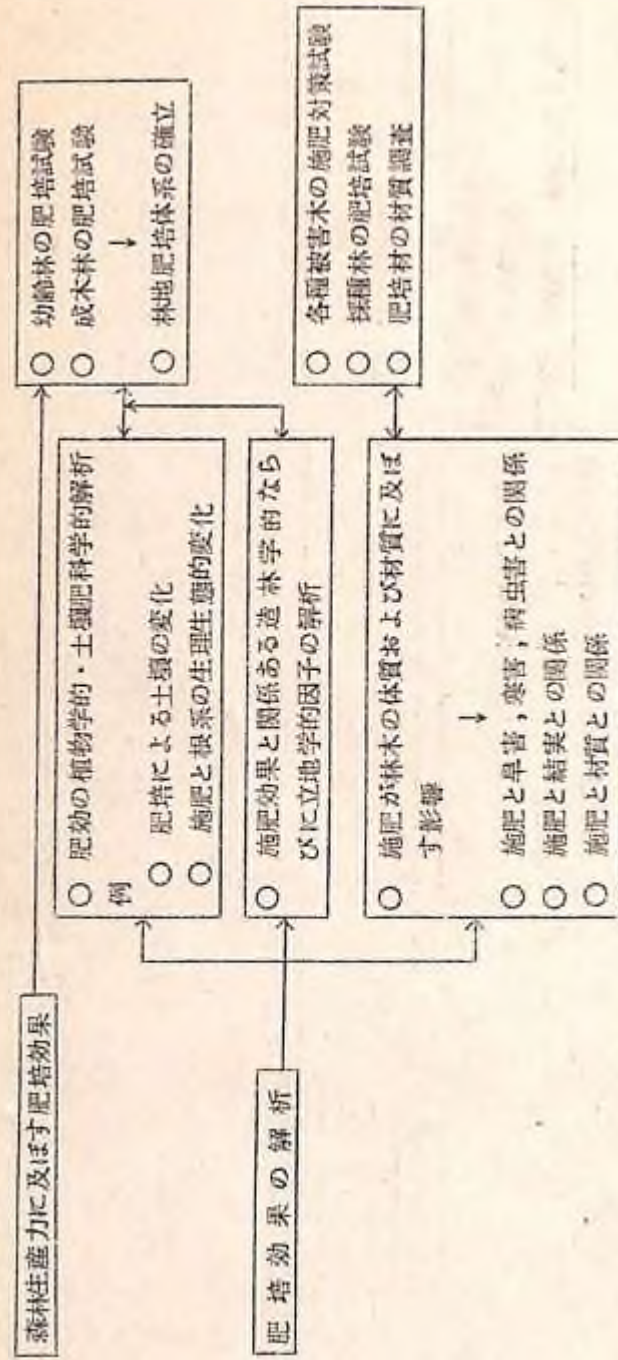 森林生産力に及ぼす肥培効果
○ 幼齢林の肥培試験
○ 成木林の肥培試験
↓
○ 林地肥培体系の確立
肥培効果の解析
○ 肥効の植物学的・土壌肥科学的解析
例
○ 肥培による土壌の変化
○ 施肥と根系の生理生態的変化
○ 施肥効果と関係ある造林学的なら
びに立地学的因子の解析
○ 施肥が林木の体質および材質に及ぼ
す影響
↓
○ 施肥と旱害,寒害,病虫害との関係
○ 施肥と結実との関係
○ 施肥と材質との関係
○ 各種被害木の施肥対策試験
○ 採種林の肥培試験
○ 肥培材の材質調査